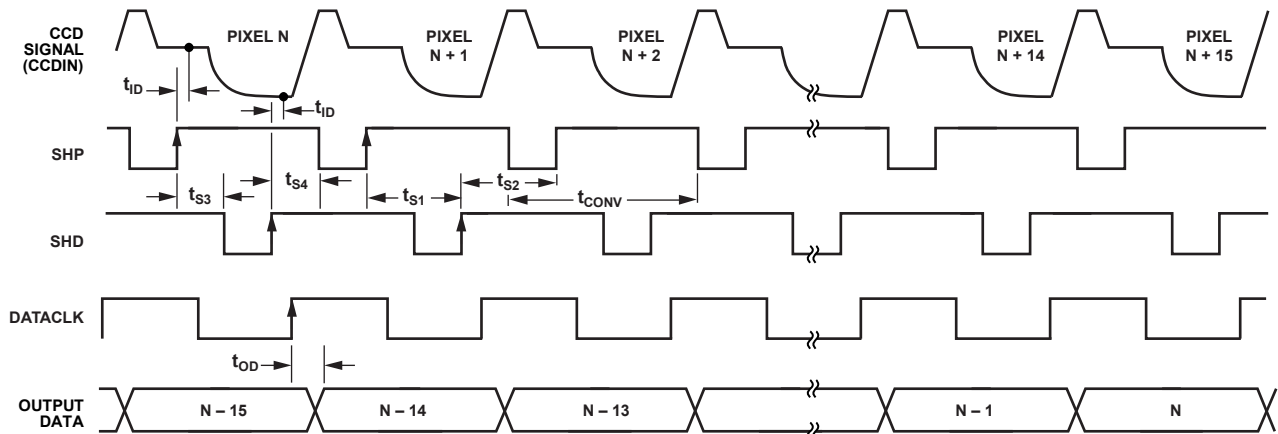 CCD
SIGNAL
(CCDIN)
PIXEL N
PIXEL
N + 1
PIXEL
N + 2
PIXEL
N + 14
PIXEL
N + 15
tID
tID
SHP
tS3
tS4
tS1
tS2
tCONV
SHD
DATACLK
tOD
OUTPUT
DATA
N – 15
N – 14
N – 13
N – 1
N